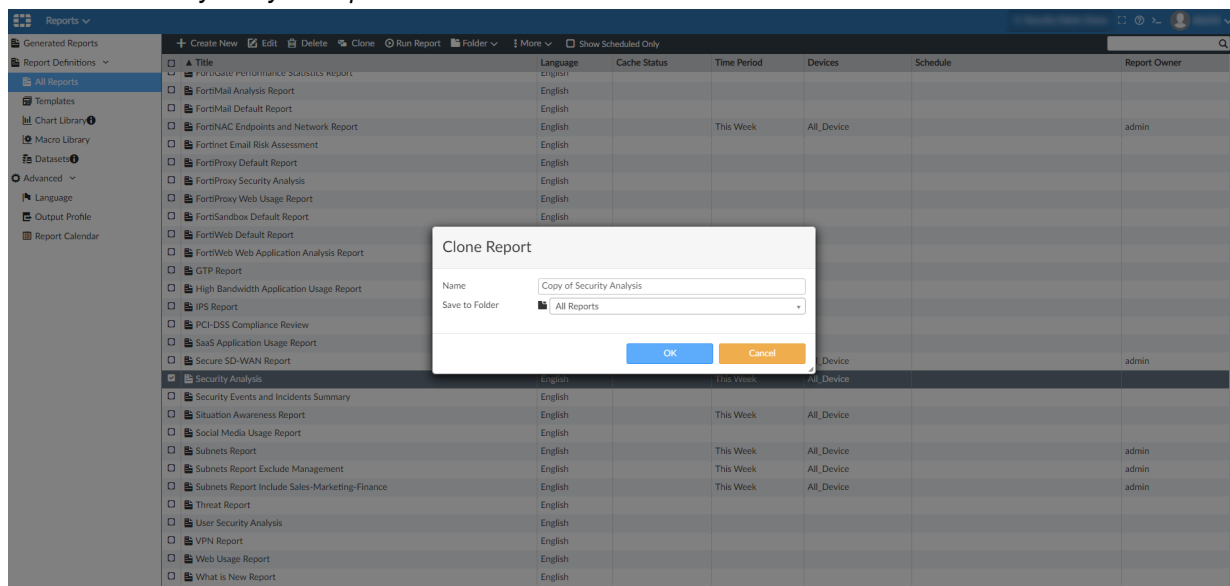 Reports
Generated Reports
Report Definitions
All Reports
Templates
Chart Library
Macro Library
Datasets
Advanced
Language
Output Profile
Report Calendar
Create New Edit Delete Clone Run Report Folder More Show Scheduled Only
Title Language Cache Status Time Period Devices Schedule Report Owner
FortiGate Performance Statistics Report English
FortiMail Analysis Report English
FortiMail Default Report English
FortiNAC Endpoints and Network Report English This Week All_Device admin
Fortinet Email Risk Assessment English
FortiProxy Default Report English
FortiProxy Security Analysis English
FortiProxy Web Usage Report English
FortiSandbox Default Report English
FortiWeb Default Report
FortiWeb Web Application Analysis Report
GTP Report
High Bandwidth Application Usage Report
IPS Report
PCI-DSS Compliance Review
SaaS Application Usage Report
Secure SD-WAN Report l_Device admin
Clone Report
Name Copy of Security Analysis
Save to Folder All Reports
OK Cancel
Security Analysis English This Week All_Device
Security Events and Incidents Summary English
Situation Awareness Report English This Week All_Device
Social Media Usage Report English
Subnets Report English This Week All_Device admin
Subnets Report Exclude Management English This Week All_Device admin
Subnets Report Include Sales-Marketing-Finance English This Week All_Device admin
Threat Report English
User Security Analysis English
VPN Report English
Web Usage Report English
What is New Report English